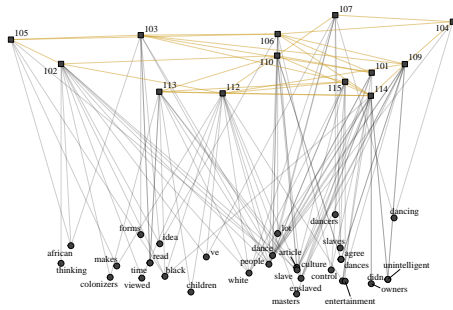 107
103
104
105
106
110
109
102
101
113
112
115
114
dancing
dancers
forms
lot
idea
slaves
african
dance
article
agree
makes
read
ve
people
culture
dances
unintelligent
thinking
time
black
white
slave
control
didn
colonizers
viewed
enslaved
owners
children
masters
entertainment